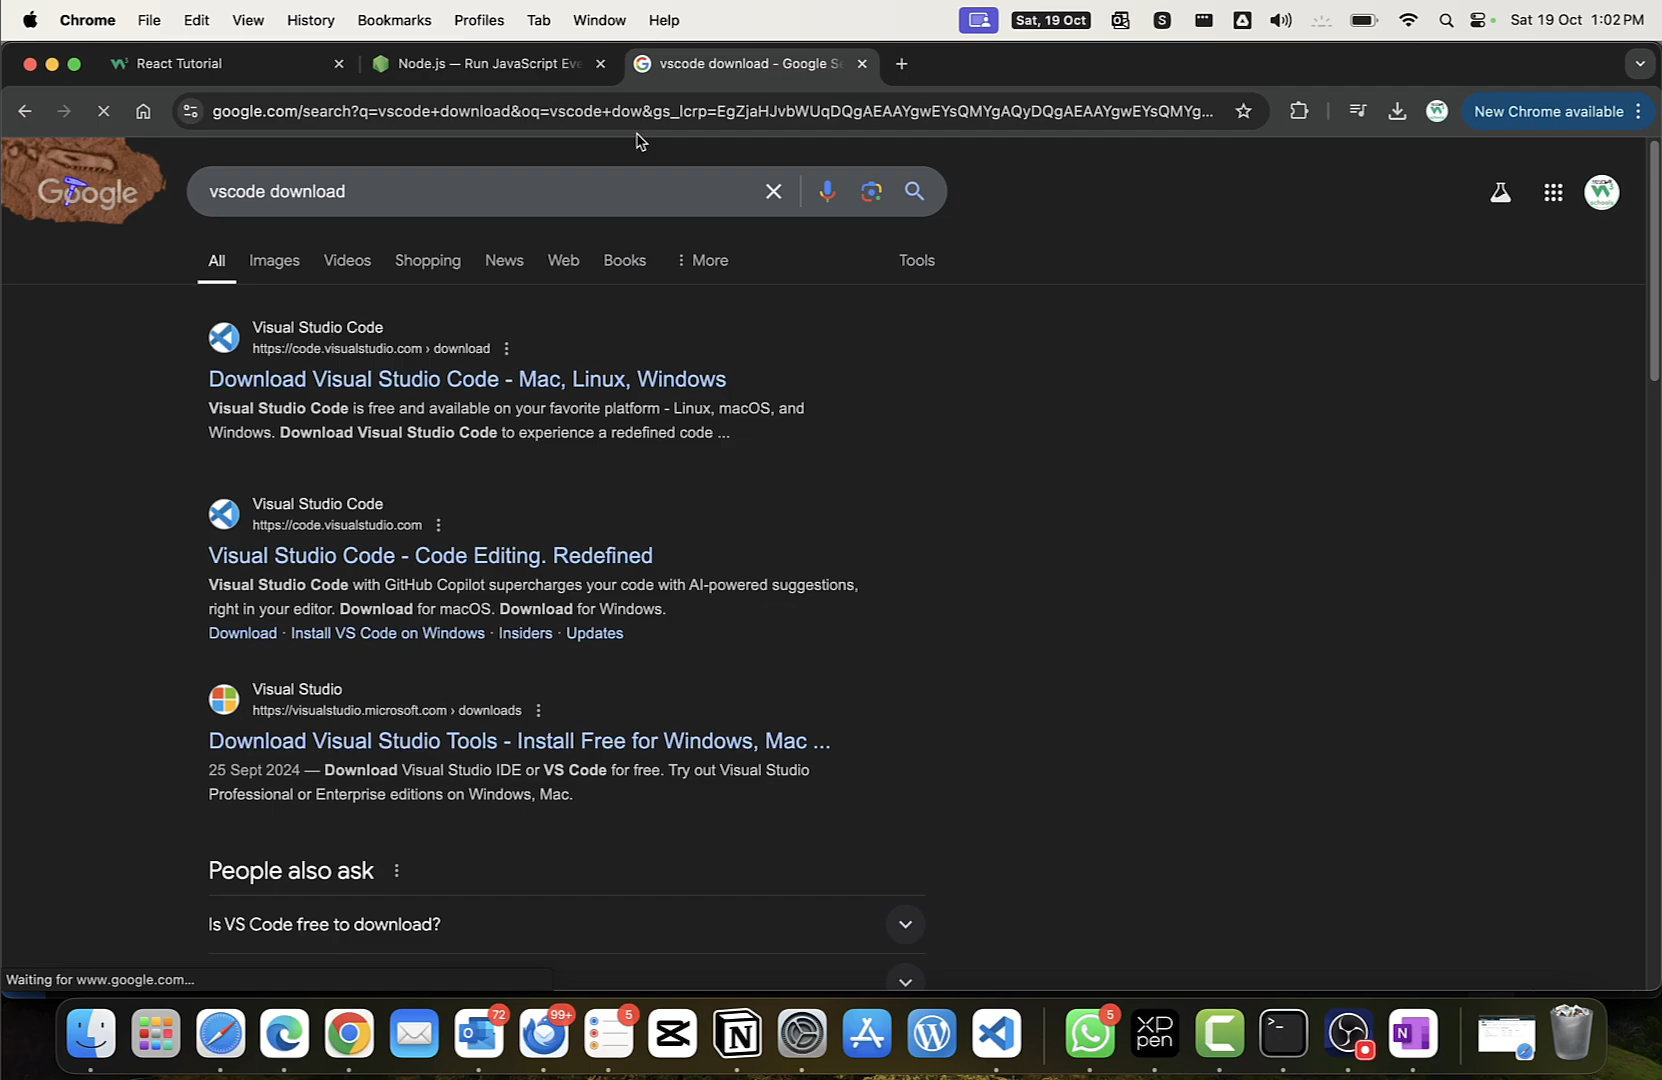 Chrome File Edit View History Bookmarks Profiles Tab Window Help Sat, 19 Oct S Sat 19 Oct 1:02 PM
React Tutorial Node.js — Run JavaScript Eve vscode download - Google Se
google.com/search?q=vscode+download&oq=vscode+dow&gs_lcrp=EgZjaHJvbWUqDQgAEAAYgwEYsQMYgAQyDQgAEAAYgwEYsQMYg... New Chrome available
Google vscode download
All Images Videos Shopping News Web Books More Tools
Visual Studio Code
https://code.visualstudio.com › download
Download Visual Studio Code - Mac, Linux, Windows
Visual Studio Code is free and available on your favorite platform - Linux, macOS, and
Windows. Download Visual Studio Code to experience a redefined code ...
Visual Studio Code
https://code.visualstudio.com
Visual Studio Code - Code Editing. Redefined
Visual Studio Code with GitHub Copilot supercharges your code with AI-powered suggestions,
right in your editor. Download for macOS. Download for Windows.
Download · Install VS Code on Windows · Insiders · Updates
Visual Studio
https://visualstudio.microsoft.com › downloads
Download Visual Studio Tools - Install Free for Windows, Mac ...
25 Sept 2024 — Download Visual Studio IDE or VS Code for free. Try out Visual Studio
Professional or Enterprise editions on Windows, Mac.
People also ask
Is VS Code free to download?
Waiting for www.google.com...
72 99+ 5 5
XP
pen